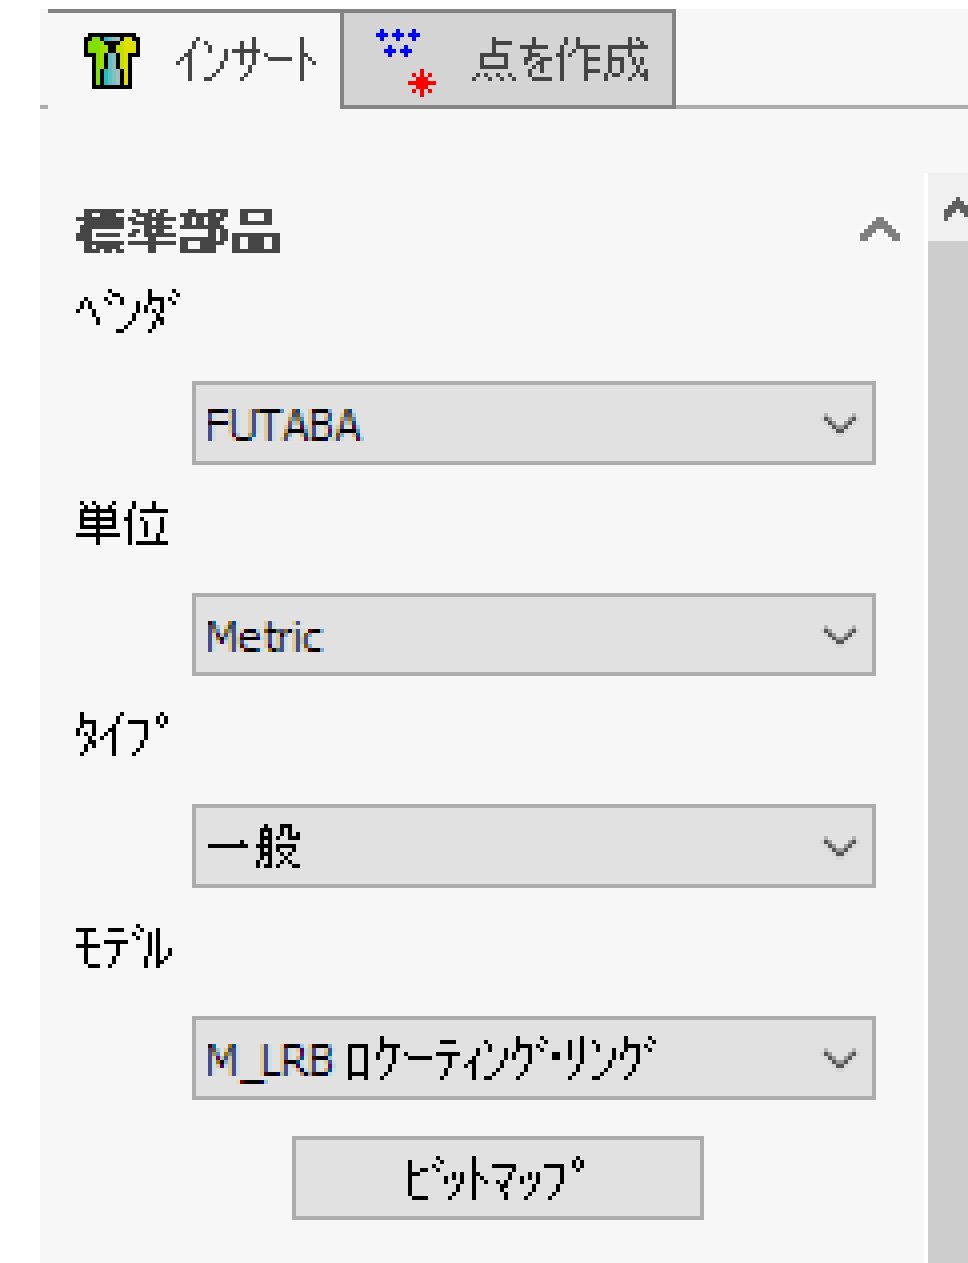 インサート 点を作成
標準部品
ベンダ
FUTABA
単位
Metric
タイプ
一般
モデル
M_LRB ロケーティング・リング
ビットマップ